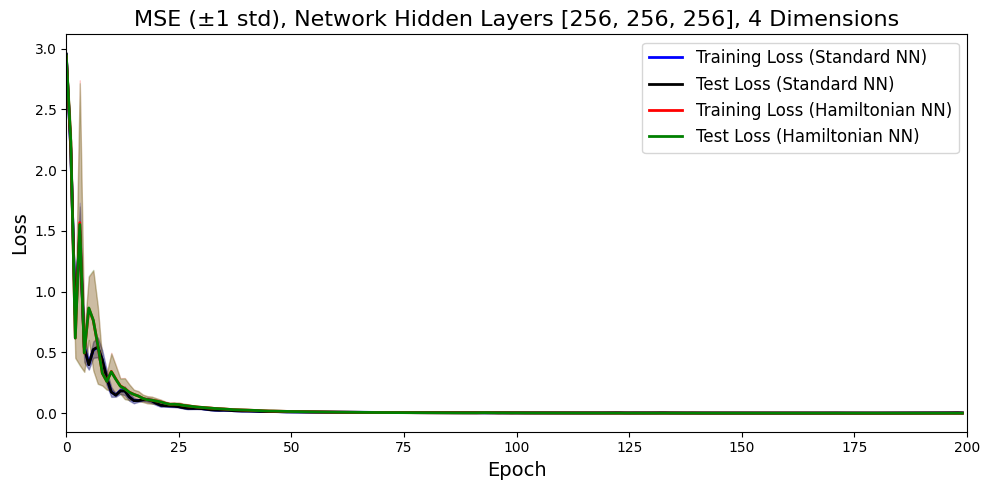 MSE (±1 std), Network Hidden Layers [256, 256, 256], 4 Dimensions
Training Loss (Standard NN)
Test Loss (Standard NN)
Training Loss (Hamiltonian NN)
Test Loss (Hamiltonian NN)
Loss
3.0
2.5
2.0
1.5
1.0
0.5
0.0
0 25 50 75 100 125 150 175 200
Epoch